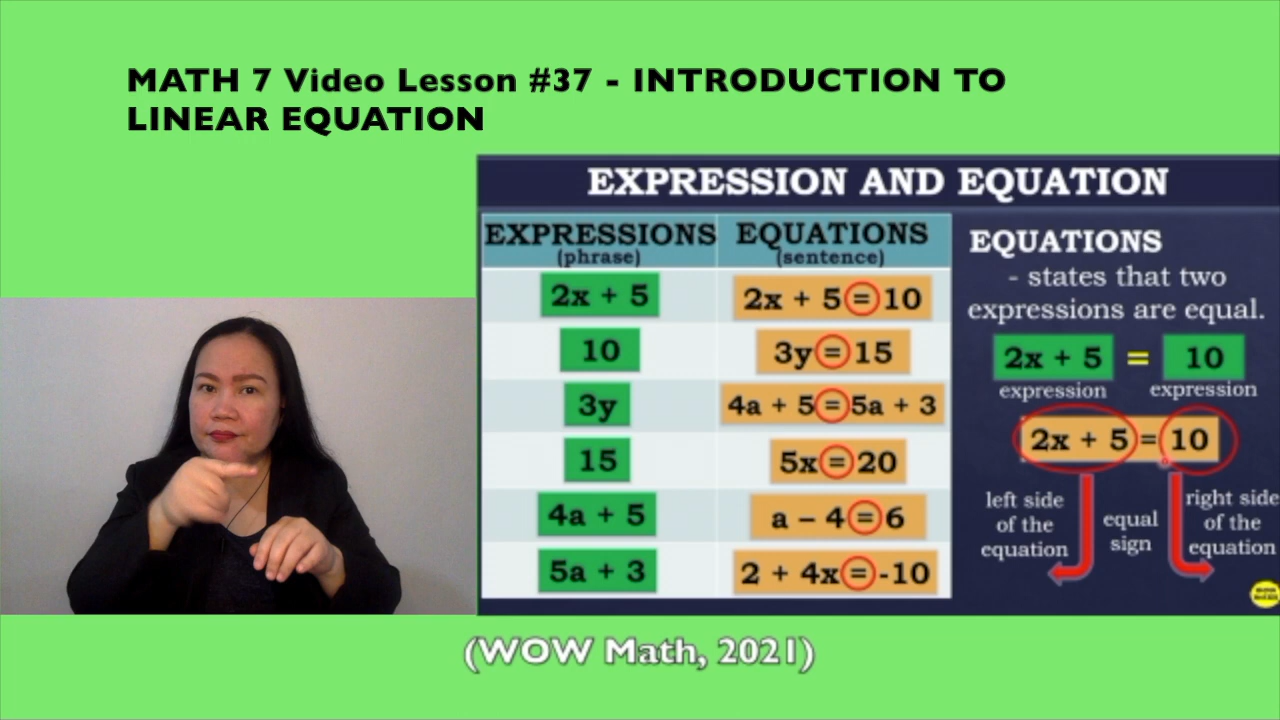 MATH 7 Video Lesson #37 - INTRODUCTION TO
LINEAR EQUATION
EXPRESSION AND EQUATION
EXPRESSIONS
(phrase)
2x + 5
10
3y
15
4a + 5
5a + 3
EQUATIONS
(sentence)
2x + 5 = 10
3y = 15
4a + 5 = 5a + 3
5x = 20
a – 4 = 6
2 + 4x = -10
EQUATIONS
- states that two
expressions are equal.
2x + 5 = 10
expression expression
2x + 5 = 10
left side
of the
equation
equal
sign
right side
of the
equation
(WOW Math, 2021)